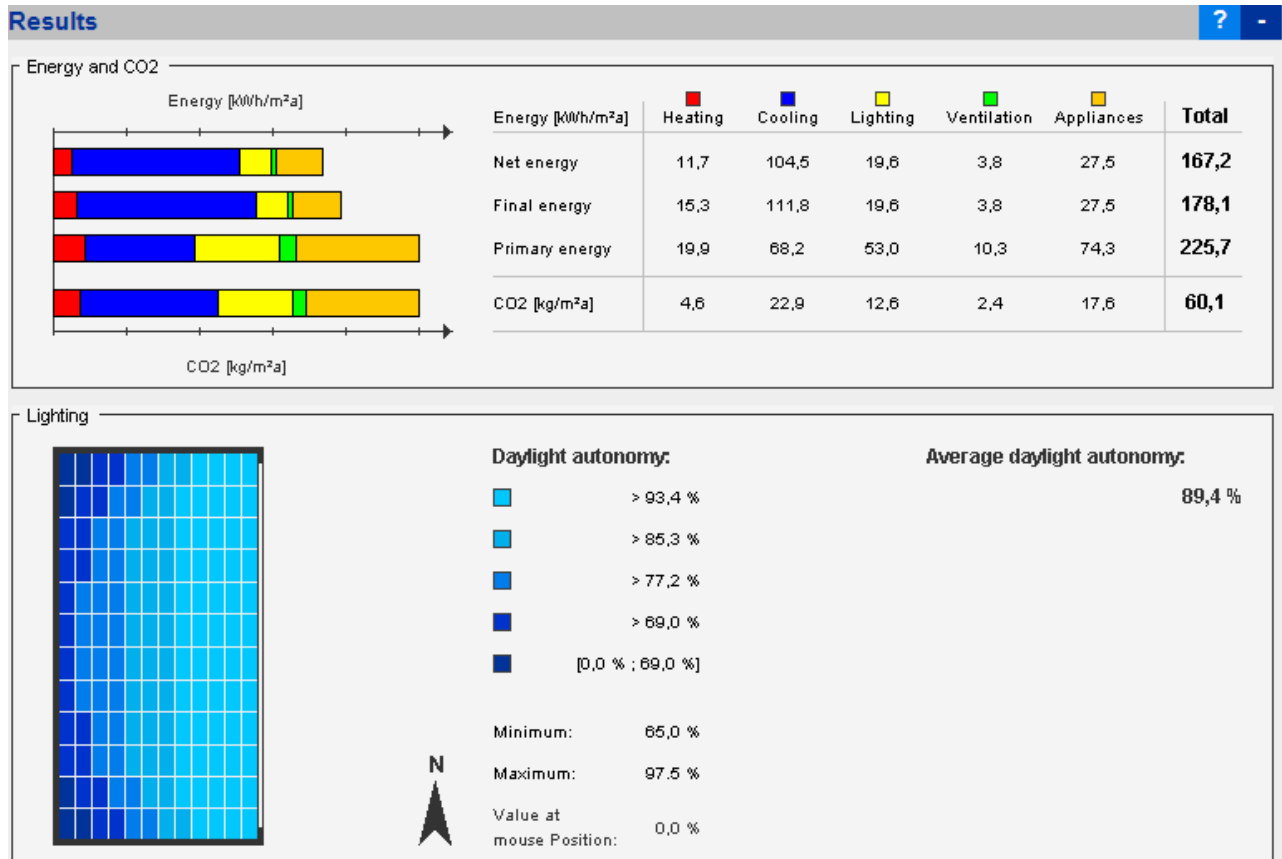 Results ? -
Energy and CO2
Energy [kWh/m²a]
CO2 [kg/m²a]
Energy [kWh/m²a] Heating Cooling Lighting Ventilation Appliances Total
Net energy 11,7 104,5 19,6 3,8 27,5 167,2
Final energy 15,3 111,8 19,6 3,8 27,5 178,1
Primary energy 19,9 68,2 53,0 10,3 74,3 225,7
CO2 [kg/m²a] 4,6 22,9 12,6 2,4 17,6 60,1
Lighting
N
Daylight autonomy:
> 93,4 %
> 85,3 %
> 77,2 %
> 69,0 %
[0,0 % ; 69,0 %]
Minimum: 65,0 %
Maximum: 97.5 %
Value at
mouse Position: 0,0 %
Average daylight autonomy:
89,4 %